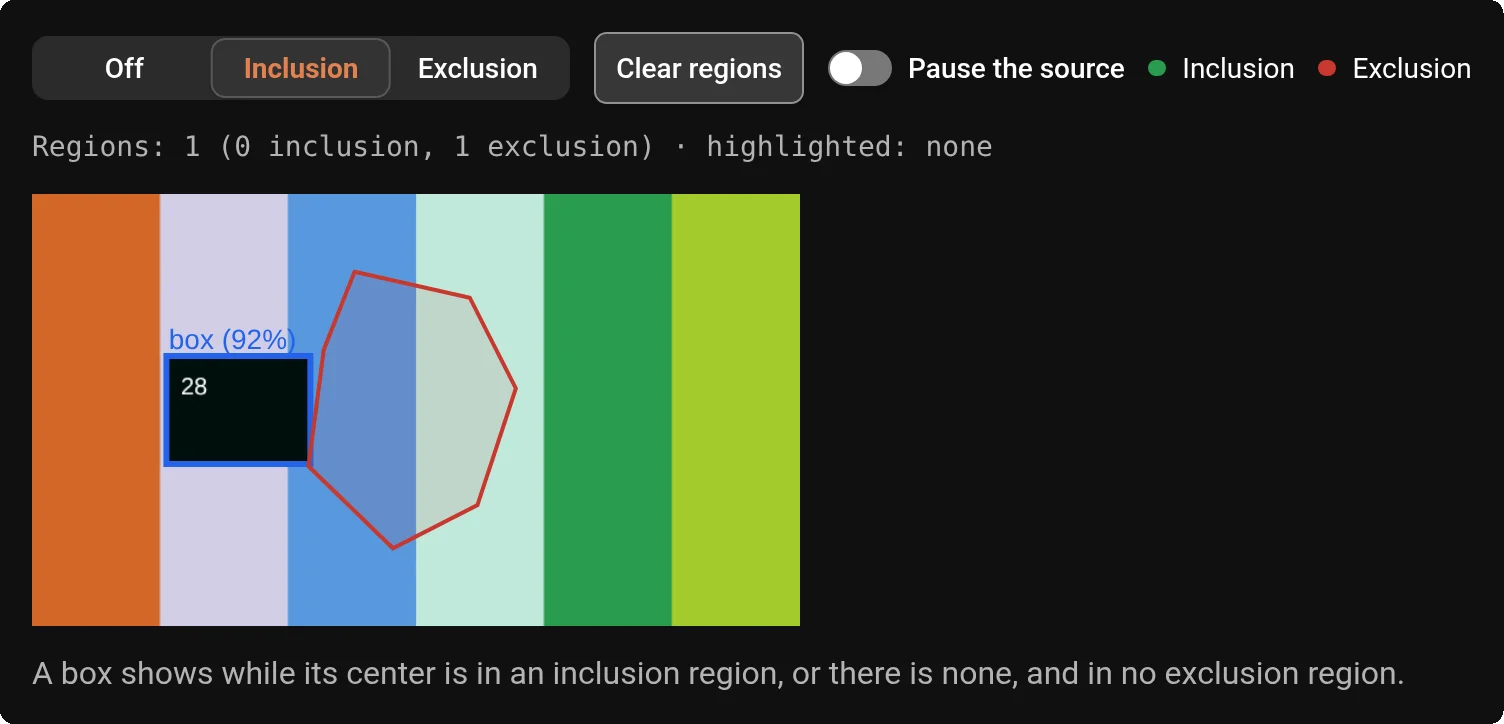 Off Inclusion Exclusion Clear regions Pause the source Inclusion Exclusion
Regions: 1 (0 inclusion, 1 exclusion) · highlighted: none
box (92%)
28
A box shows while its center is in an inclusion region, or there is none, and in no exclusion region.